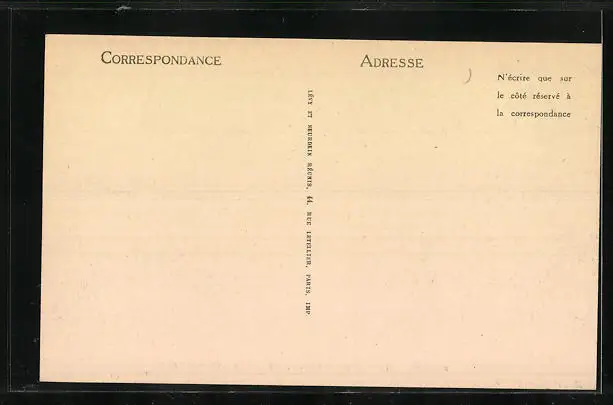 CORRESPONDANCE
ADRESSE
N'écrire que sur
le côté réservé à
la correspondance
LÉVY ET NEURDEIN RÉUNIS, 44, RUE LETELLIER, PARIS, IMP